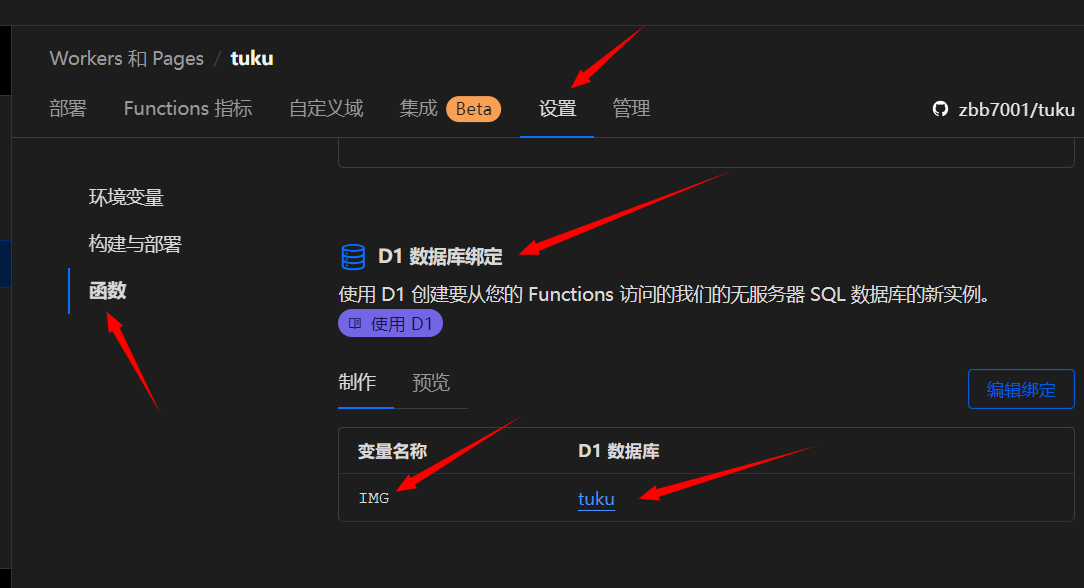 Workers 和 Pages / tuku
部署 Functions 指标 自定义域 集成 Beta 设置 管理 zbb7001/tuku
环境变量
构建与部署
函数
D1 数据库绑定
使用 D1 创建要从您的 Functions 访问的我们的无服务器 SQL 数据库的新实例。
使用 D1
制作 预览
编辑绑定
变量名称 D1 数据库
IMG tuku